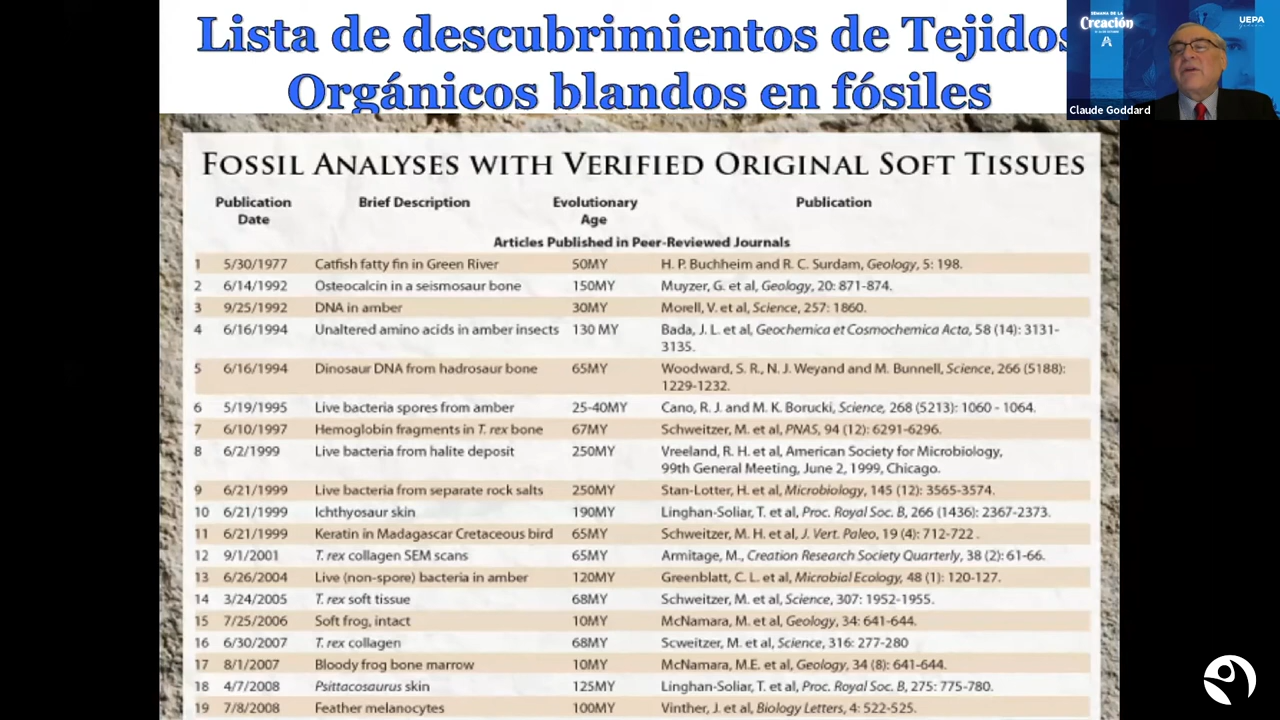 Lista de descubrimientos de Tejidos
Orgánicos blandos en fósiles
SEMANA DE LA
Creación
UEPA
Claude Goddard
FOSSIL ANALYSES WITH VERIFIED ORIGINAL SOFT TISSUES
Publication Date Brief Description Evolutionary Age Publication
Articles Published in Peer-Reviewed Journals
1 5/30/1977 Catfish fatty fin in Green River 50MY H. P. Buchheim and R. C. Surdam, Geology, 5: 198.
2 6/14/1992 Osteocalcin in a seismosaur bone 150MY Muyzer, G. et al, Geology, 20: 871-874.
3 9/25/1992 DNA in amber 30MY Morell, V. et al, Science, 257: 1860.
4 6/16/1994 Unaltered amino acids in amber insects 130 MY Bada, J. L. et al, Geochemica et Cosmochemica Acta, 58 (14): 3131-
3135.
5 6/16/1994 Dinosaur DNA from hadrosaur bone 65MY Woodward, S. R., N. J. Weyand and M. Bunnell, Science, 266 (5188):
1229-1232.
6 5/19/1995 Live bacteria spores from amber 25-40MY Cano, R. J. and M. K. Borucki, Science, 268 (5213): 1060 - 1064.
7 6/10/1997 Hemoglobin fragments in T. rex bone 67MY Schweitzer, M. et al, PNAS, 94 (12): 6291-6296.
8 6/2/1999 Live bacteria from halite deposit 250MY Vreeland, R. H. et al, American Society for Microbiology,
99th General Meeting, June 2, 1999, Chicago.
9 6/21/1999 Live bacteria from separate rock salts 250MY Stan-Lotter, H. et al, Microbiology, 145 (12): 3565-3574.
10 6/21/1999 Ichthyosaur skin 190MY Linghan-Soliar, T. et al, Proc. Royal Soc. B, 266 (1436): 2367-2373.
11 6/21/1999 Keratin in Madagascar Cretaceous bird 65MY Schweitzer, M. H. et al, J. Vert. Paleo, 19 (4): 712-722 .
12 9/1/2001 T. rex collagen SEM scans 65MY Armitage, M., Creation Research Society Quarterly, 38 (2): 61-66.
13 6/26/2004 Live (non-spore) bacteria in amber 120MY Greenblatt, C. L. et al, Microbial Ecology, 48 (1): 120-127.
14 3/24/2005 T. rex soft tissue 68MY Schweitzer, M. et al, Science, 307: 1952-1955.
15 7/25/2006 Soft frog, intact 10MY McNamara, M. et al, Geology, 34: 641-644.
16 6/30/2007 T. rex collagen 68MY Scweitzer, M. et al, Science, 316: 277-280
17 8/1/2007 Bloody frog bone marrow 10MY McNamara, M.E. et al, Geology, 34 (8): 641-644.
18 4/7/2008 Psittacosaurus skin 125MY Linghan-Soliar, T. et al, Proc. Royal Soc. B, 275: 775-780.
19 7/8/2008 Feather melanocytes 100MY Vinther, J. et al, Biology Letters, 4: 522-525.